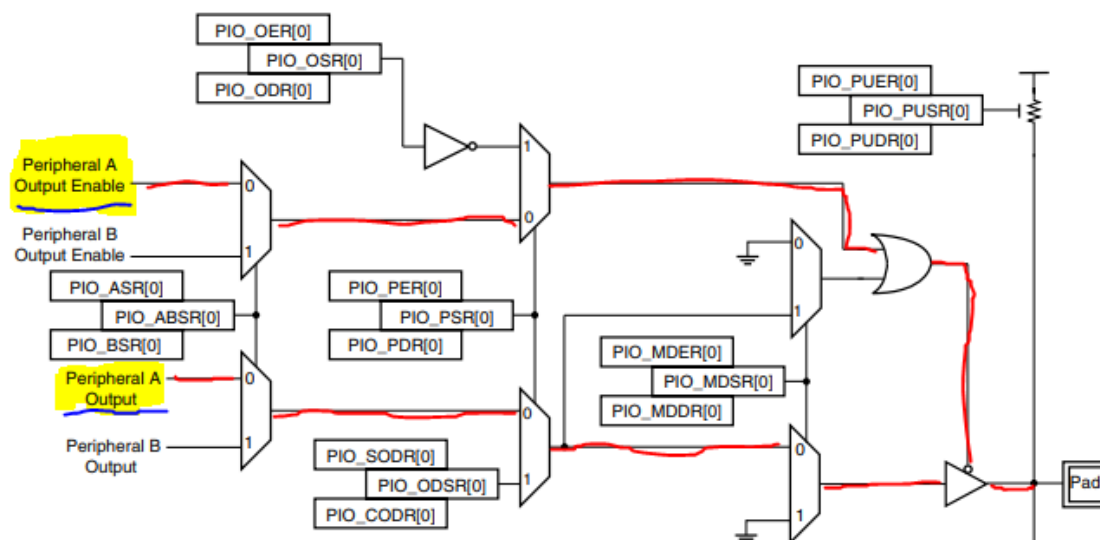 PIO_OER[0]
PIO_OSR[0]
PIO_ODR[0]
PIO_PUER[0]
PIO_PUSR[0]
PIO_PUDR[0]
1
Peripheral A
Output Enable
0
0
Peripheral B
Output Enable
1
0
PIO_ASR[0]
PIO_ABSR[0]
PIO_BSR[0]
PIO_PER[0]
PIO_PSR[0]
PIO_PDR[0]
1
PIO_MDER[0]
PIO_MDSR[0]
PIO_MDDR[0]
Peripheral A
Output
0
0
Peripheral B
Output
1
0
PIO_SODR[0]
PIO_ODSR[0]
PIO_CODR[0]
1
1
Pad